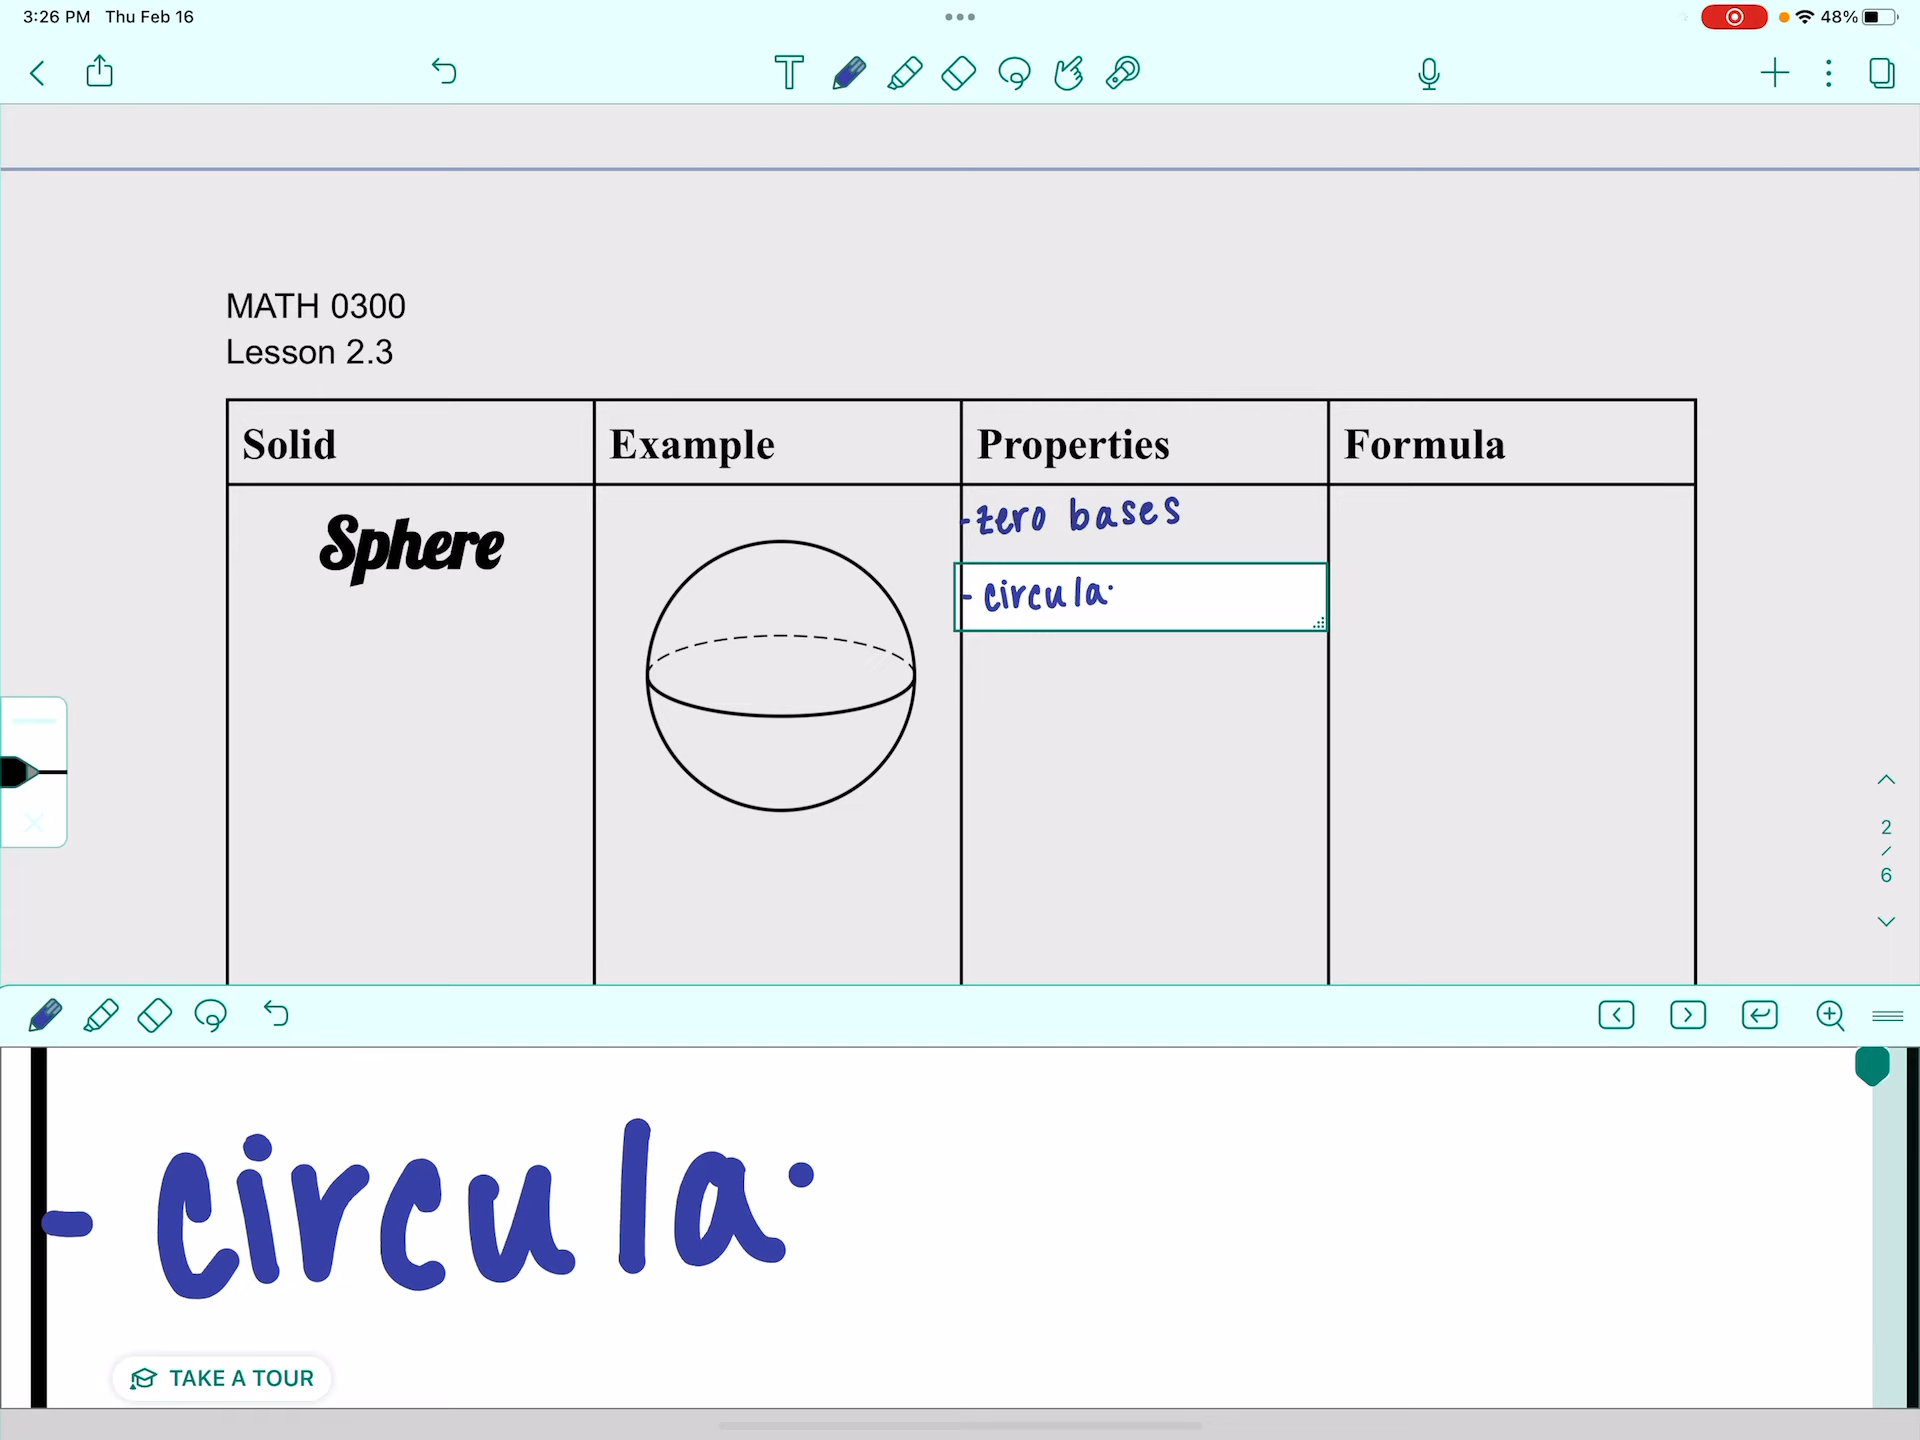 3:26 PM Thu Feb 16
48%
MATH 0300
Lesson 2.3
Solid Example Properties Formula
Sphere
-zero bases
- circula
2
/
6
- circula
TAKE A TOUR